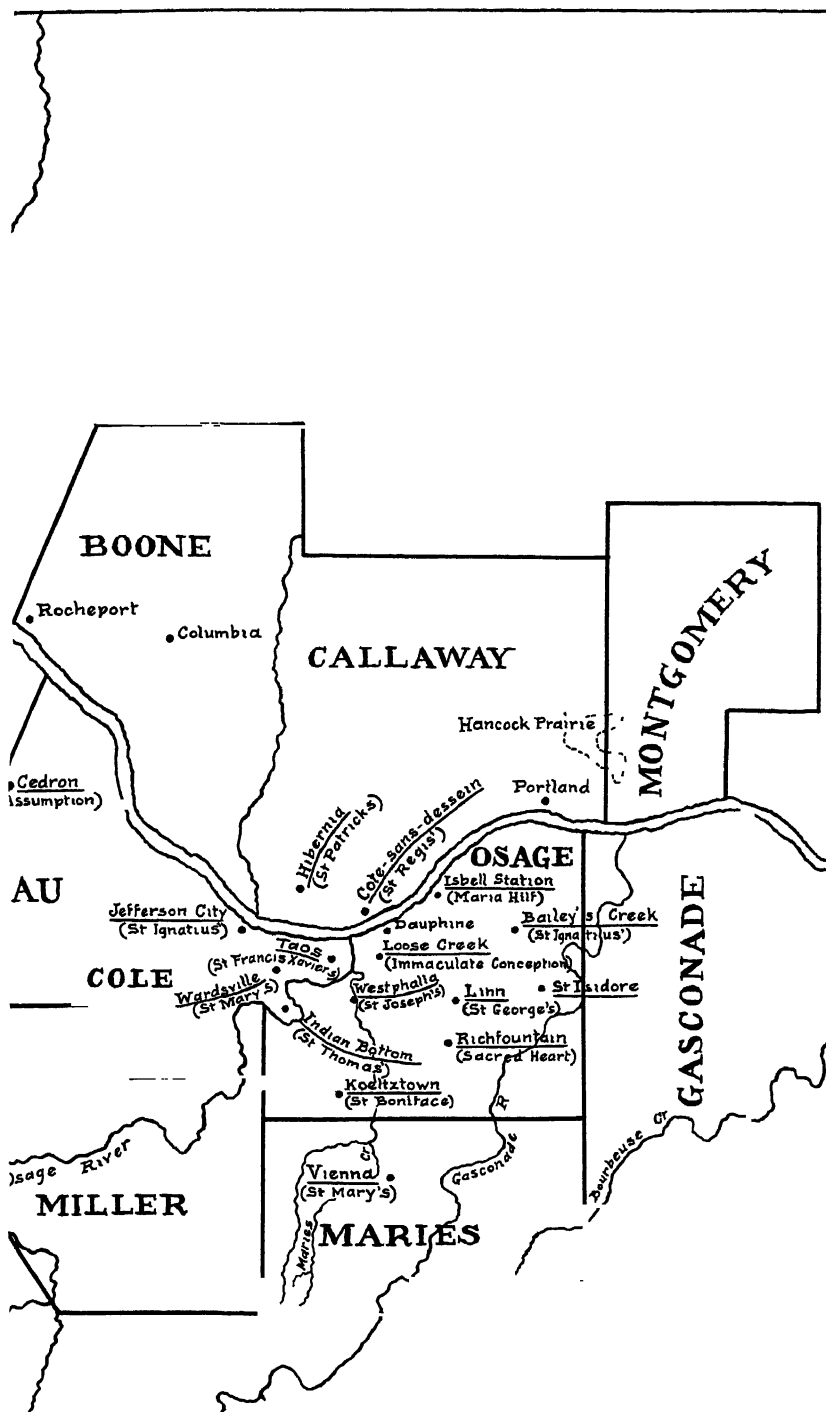 BOONE
Rocheport
Columbia
CALLAWAY
MONTGOMERY
Hancock Prairie
Cedron
Assumption)
Portland
Hibernia
(St Patricks)
Cote-sans-dessein
(St Regis')
OSAGE
Isbell Station
(Maria Hilf)
AU
Jefferson City
(St Ignatius')
Dauphine
Bailey's Creek
(St Ignatius')
Taos
(St Francis Xaviers)
Loose Creek
(Immaculate Conception)
COLE
Wardsville
(St Mary's)
Westphalia
(St Joseph's)
Linn
(St George's)
St Isidore
GASCONADE
Indian Bottom
(St Thomas')
Richfountain
(Sacred Heart)
Koeltztown
(St Boniface)
Osage River
Gasconade R
Bourbeuse Cr
Vienna
(St Mary's)
MILLER
Maries Cr
MARIES